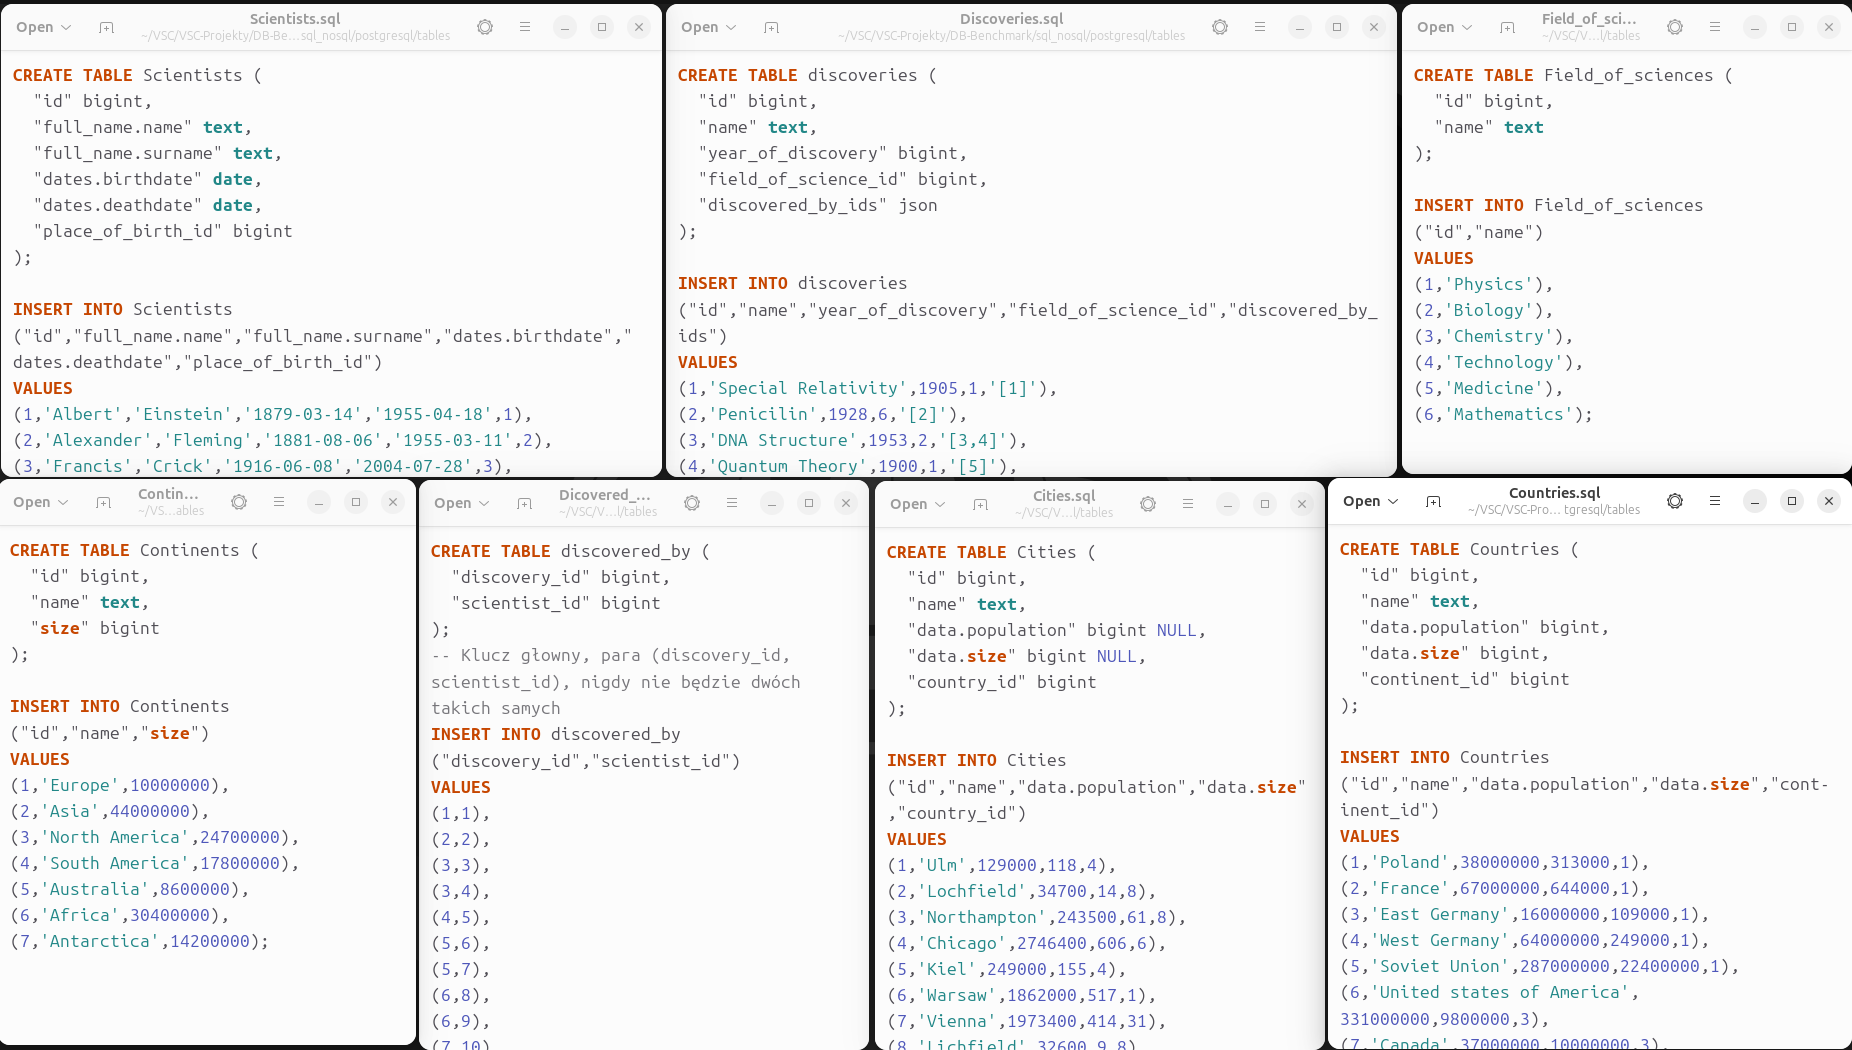 Open
Scientists.sql
~/VSC/VSC-Projekty/DB-Be…sql_nosql/postgresql/tables
CREATE TABLE Scientists (
"id" bigint,
"full_name.name" text,
"full_name.surname" text,
"dates.birthdate" date,
"dates.deathdate" date,
"place_of_birth_id" bigint
);
INSERT INTO Scientists
("id","full_name.name","full_name.surname","dates.birthdate","
dates.deathdate","place_of_birth_id")
VALUES
(1,'Albert','Einstein','1879-03-14','1955-04-18',1),
(2,'Alexander','Fleming','1881-08-06','1955-03-11',2),
(3,'Francis','Crick','1916-06-08','2004-07-28',3),
Open
Discoveries.sql
~/VSC/VSC-Projekty/DB-Benchmark/sql_nosql/postgresql/tables
CREATE TABLE discoveries (
"id" bigint,
"name" text,
"year_of_discovery" bigint,
"field_of_science_id" bigint,
"discovered_by_ids" json
);
INSERT INTO discoveries
("id","name","year_of_discovery","field_of_science_id","discovered_by_
ids")
VALUES
(1,'Special Relativity',1905,1,'[1]'),
(2,'Penicilin',1928,6,'[2]'),
(3,'DNA Structure',1953,2,'[3,4]'),
(4,'Quantum Theory',1900,1,'[5]'),
Open
Field_of_sci…
~/VSC/V…l/tables
CREATE TABLE Field_of_sciences (
"id" bigint,
"name" text
);
INSERT INTO Field_of_sciences
("id","name")
VALUES
(1,'Physics'),
(2,'Biology'),
(3,'Chemistry'),
(4,'Technology'),
(5,'Medicine'),
(6,'Mathematics');
Open
Contin…
~/VS…ables
CREATE TABLE Continents (
"id" bigint,
"name" text,
"size" bigint
);
INSERT INTO Continents
("id","name","size")
VALUES
(1,'Europe',10000000),
(2,'Asia',44000000),
(3,'North America',24700000),
(4,'South America',17800000),
(5,'Australia',8600000),
(6,'Africa',30400000),
(7,'Antarctica',14200000);
Open
Dicovered_…
~/VSC/V…l/tables
CREATE TABLE discovered_by (
"discovery_id" bigint,
"scientist_id" bigint
);
-- Klucz głowny, para (discovery_id,
scientist_id), nigdy nie będzie dwóch
takich samych
INSERT INTO discovered_by
("discovery_id","scientist_id")
VALUES
(1,1),
(2,2),
(3,3),
(3,4),
(4,5),
(5,6),
(5,7),
(6,8),
(6,9),
(7,10)
Open
Cities.sql
~/VSC/V…l/tables
CREATE TABLE Cities (
"id" bigint,
"name" text,
"data.population" bigint NULL,
"data.size" bigint NULL,
"country_id" bigint
);
INSERT INTO Cities
("id","name","data.population","data.size"
,"country_id")
VALUES
(1,'Ulm',129000,118,4),
(2,'Lochfield',34700,14,8),
(3,'Northampton',243500,61,8),
(4,'Chicago',2746400,606,6),
(5,'Kiel',249000,155,4),
(6,'Warsaw',1862000,517,1),
(7,'Vienna',1973400,414,31),
(8,'Lichfield',32600,9,8)
Open
Countries.sql
~/VSC/VSC-Pro… tgresql/tables
CREATE TABLE Countries (
"id" bigint,
"name" text,
"data.population" bigint,
"data.size" bigint,
"continent_id" bigint
);
INSERT INTO Countries
("id","name","data.population","data.size","cont-
inent_id")
VALUES
(1,'Poland',38000000,313000,1),
(2,'France',67000000,644000,1),
(3,'East Germany',16000000,109000,1),
(4,'West Germany',64000000,249000,1),
(5,'Soviet Union',287000000,22400000,1),
(6,'United states of America',
331000000,9800000,3),
(7,'Canada',37000000,10000000,3),